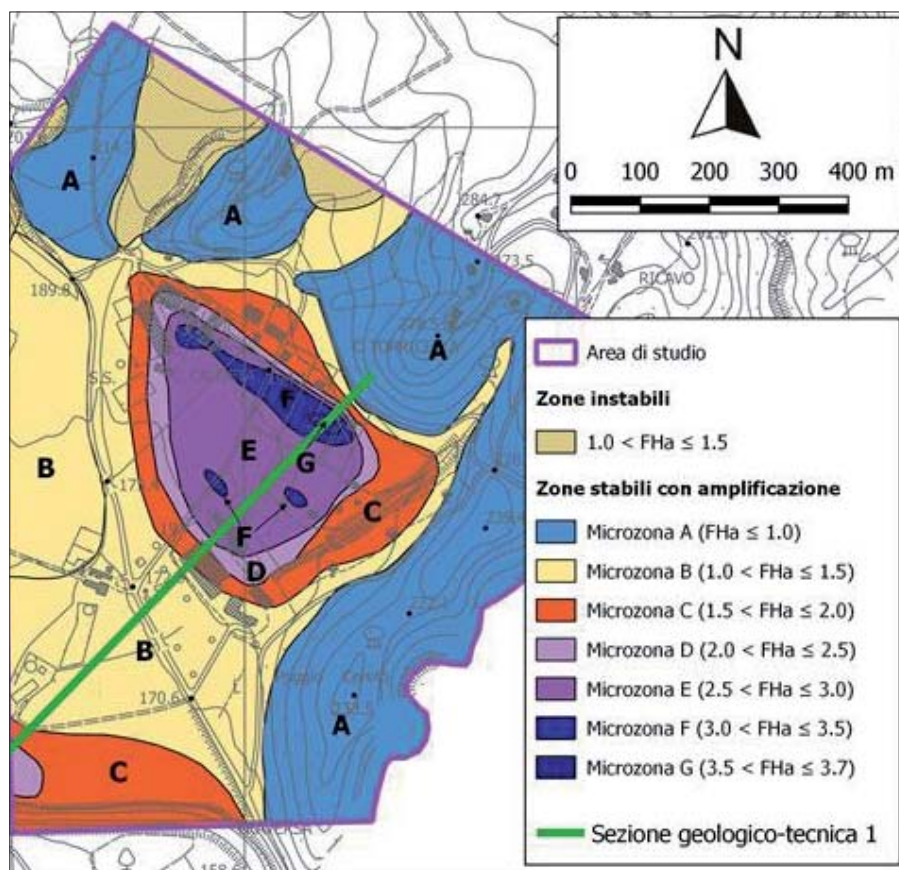 N
0 100 200 300 400 m
A
A
284.7
273.5
RICAVO
189.8
A
S.S.
F
E
B
G
C
F
D
B
170.6
A
C
Area di studio
Zone instabili
1.0 < FHa ≤ 1.5
Zone stabili con amplificazione
Microzona A (FHa ≤ 1.0)
Microzona B (1.0 < FHa ≤ 1.5)
Microzona C (1.5 < FHa ≤ 2.0)
Microzona D (2.0 < FHa ≤ 2.5)
Microzona E (2.5 < FHa ≤ 3.0)
Microzona F (3.0 < FHa ≤ 3.5)
Microzona G (3.5 < FHa ≤ 3.7)
Sezione geologico-tecnica 1